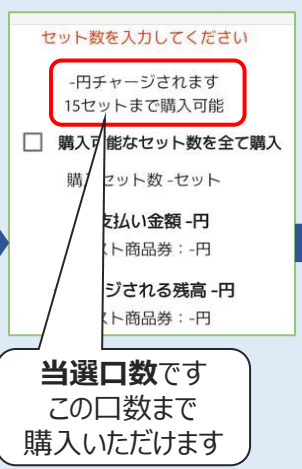 セット数を入力してください
-円チャージされます
15セットまで購入可能
購入可能なセット数を全て購入
購 セット数 -セット
支払い金額 -円
スト商品券：-円
ジされる残高 -円
スト商品券：-円
当選口数です
この口数まで
購入いただけます